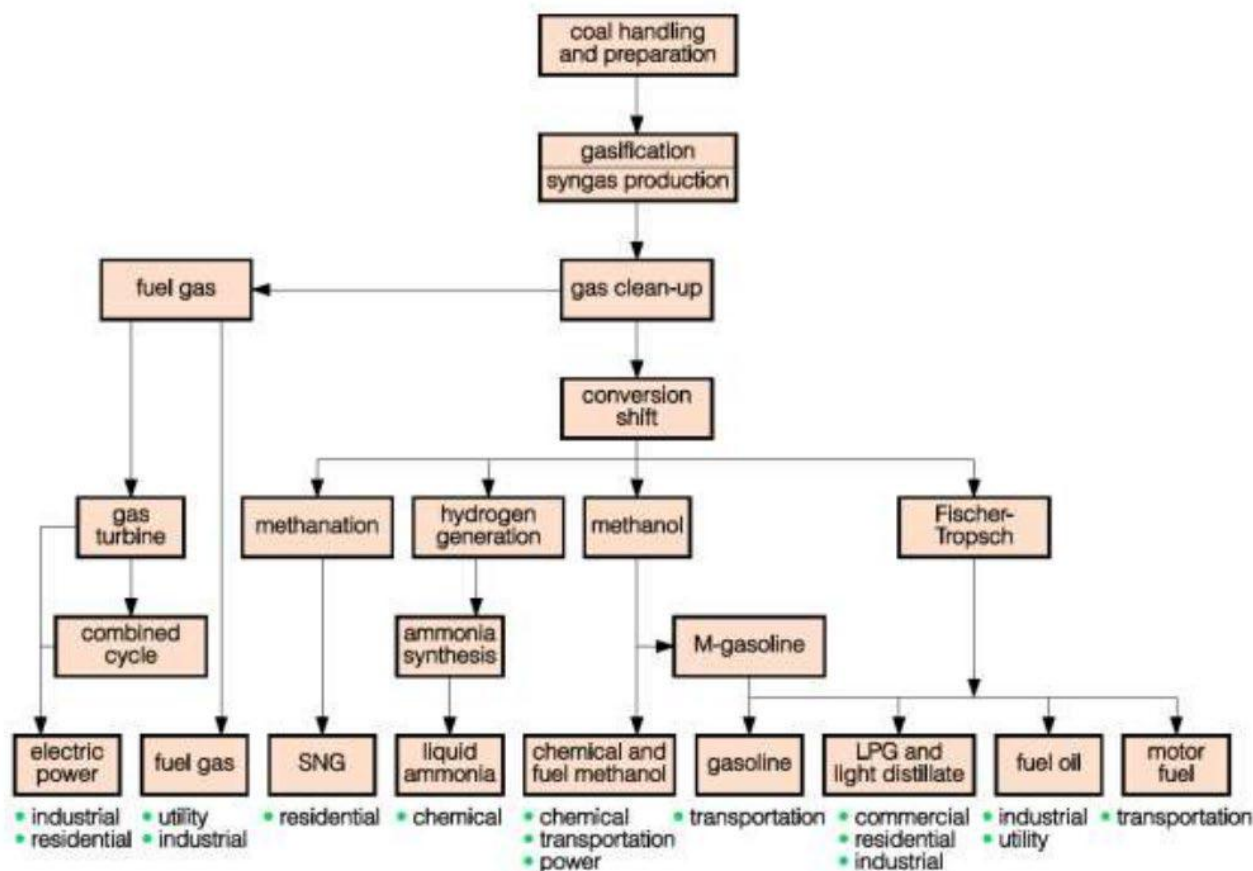 coal handling
and preparation
gasification
syngas production
fuel gas
gas clean-up
conversion
shift
gas
turbine
methanation
hydrogen
generation
methanol
Fischer-
Tropsch
combined
cycle
ammonia
synthesis
M-gasoline
electric
power
fuel gas
SNG
liquid
ammonia
chemical and
fuel methanol
gasoline
LPG and
light distillate
fuel oil
motor
fuel
• industrial
• residential
• utility
• industrial
• residential
• chemical
• chemical
• transportation
• power
• transportation
• commercial
• residential
• industrial
• industrial
• utility
• transportation